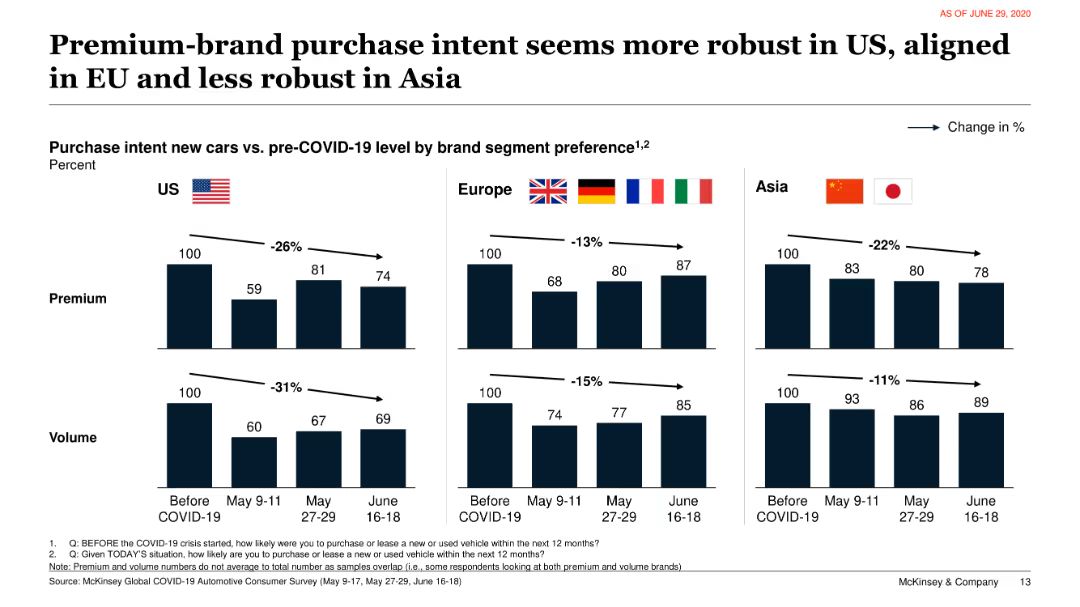 AS OF JUNE 29, 2020
Premium-brand purchase intent seems more robust in US, aligned
in EU and less robust in Asia
Change in %
Purchase intent new cars vs. pre-COVID-19 level by brand segment preference1,2
Percent
US
Europe
Asia
Premium
-26%
100
59
81
74
-13%
100
68
80
87
-22%
100
83
80
78
Volume
-31%
100
60
67
69
-15%
100
74
77
85
-11%
100
93
86
89
Before
COVID-19
May 9-11
May
27-29
June
16-18
Before
COVID-19
May 9-11
May
27-29
June
16-18
Before
COVID-19
May 9-11
May
27-29
June
16-18
1. Q: BEFORE the COVID-19 crisis started, how likely were you to purchase or lease a new or used vehicle within the next 12 months?
2. Q: Given TODAY'S situation, how likely are you to purchase or lease a new or used vehicle within the next 12 months?
Note: Premium and volume numbers do not average to total number as samples overlap (i.e., some respondents looking at both premium and volume brands)
Source: McKinsey Global COVID-19 Automotive Consumer Survey (May 9-17, May 27-29, June 16-18)
McKinsey & Company 13